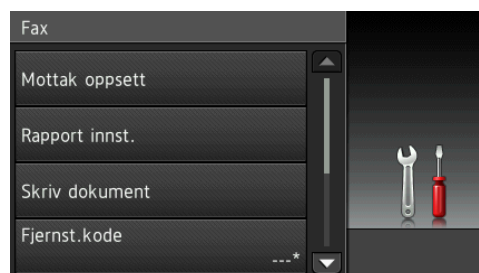 Fax
Mottak oppsett
Rapport innst.
Skriv dokument
Fjernst.kode
---*